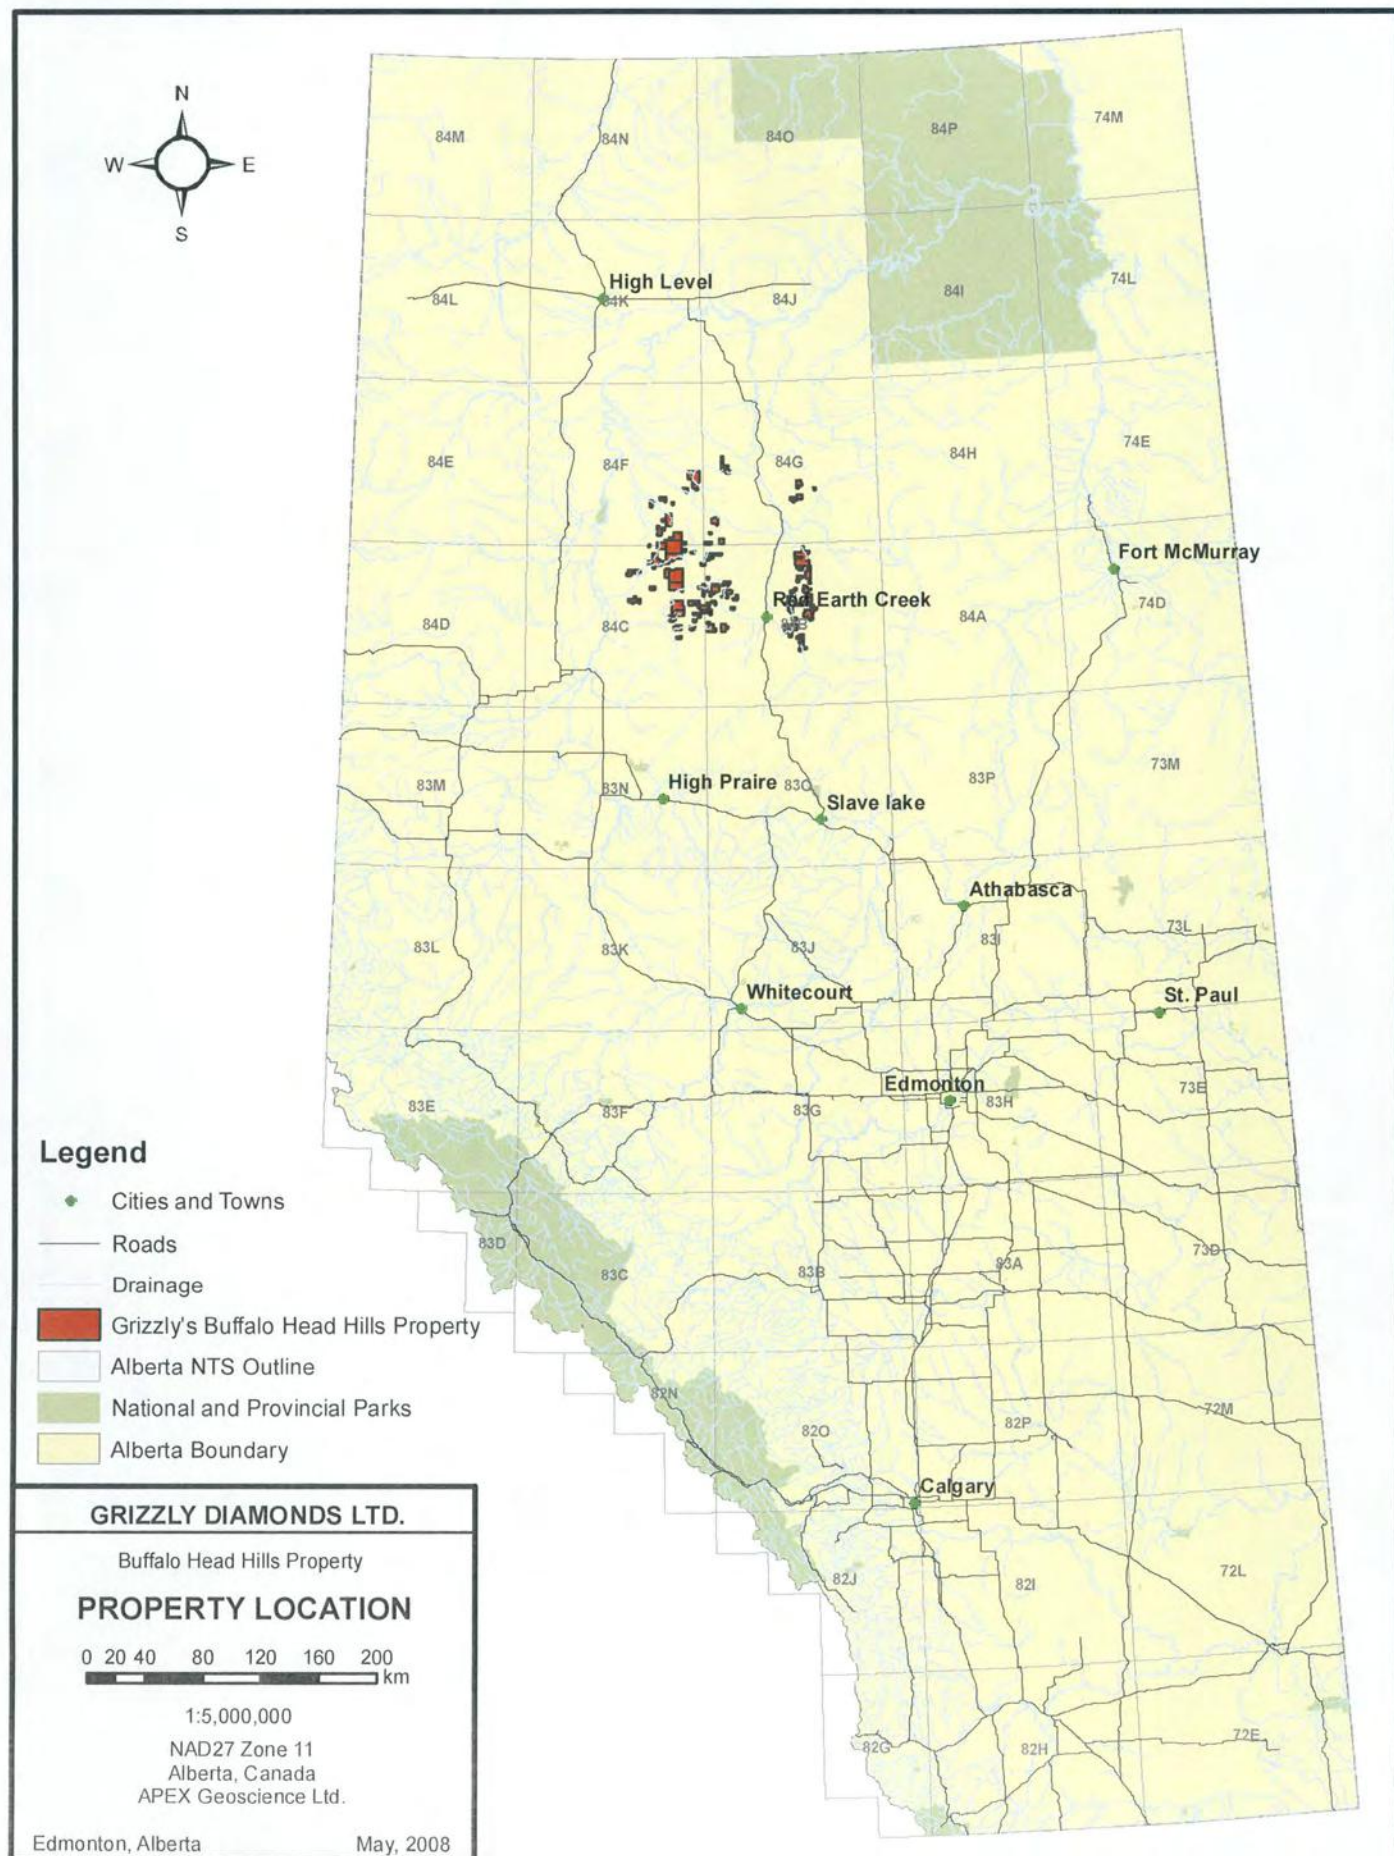 N
W E
S
84M
84N
84O
84P
74M
High Level
84L
84K
84J
84I
74L
84E
84F
84G
84H
74E
Fort McMurray
Red Earth Creek
84D
84C
84A
74D
High Praire
Slave lake
83M
83N
83O
83P
73M
Athabasca
83L
83K
83J
83I
73L
Whitecourt
St. Paul
Edmonton
83E
83F
83G
83H
73E
83D
83C
83B
83A
73D
82N
82O
82P
72M
Calgary
82J
82I
72L
82G
82H
72E
Legend
Cities and Towns
Roads
Drainage
Grizzly's Buffalo Head Hills Property
Alberta NTS Outline
National and Provincial Parks
Alberta Boundary
GRIZZLY DIAMONDS LTD.
Buffalo Head Hills Property
PROPERTY LOCATION
0 20 40 80 120 160 200
km
1:5,000,000
NAD27 Zone 11
Alberta, Canada
APEX Geoscience Ltd.
Edmonton, Alberta May, 2008